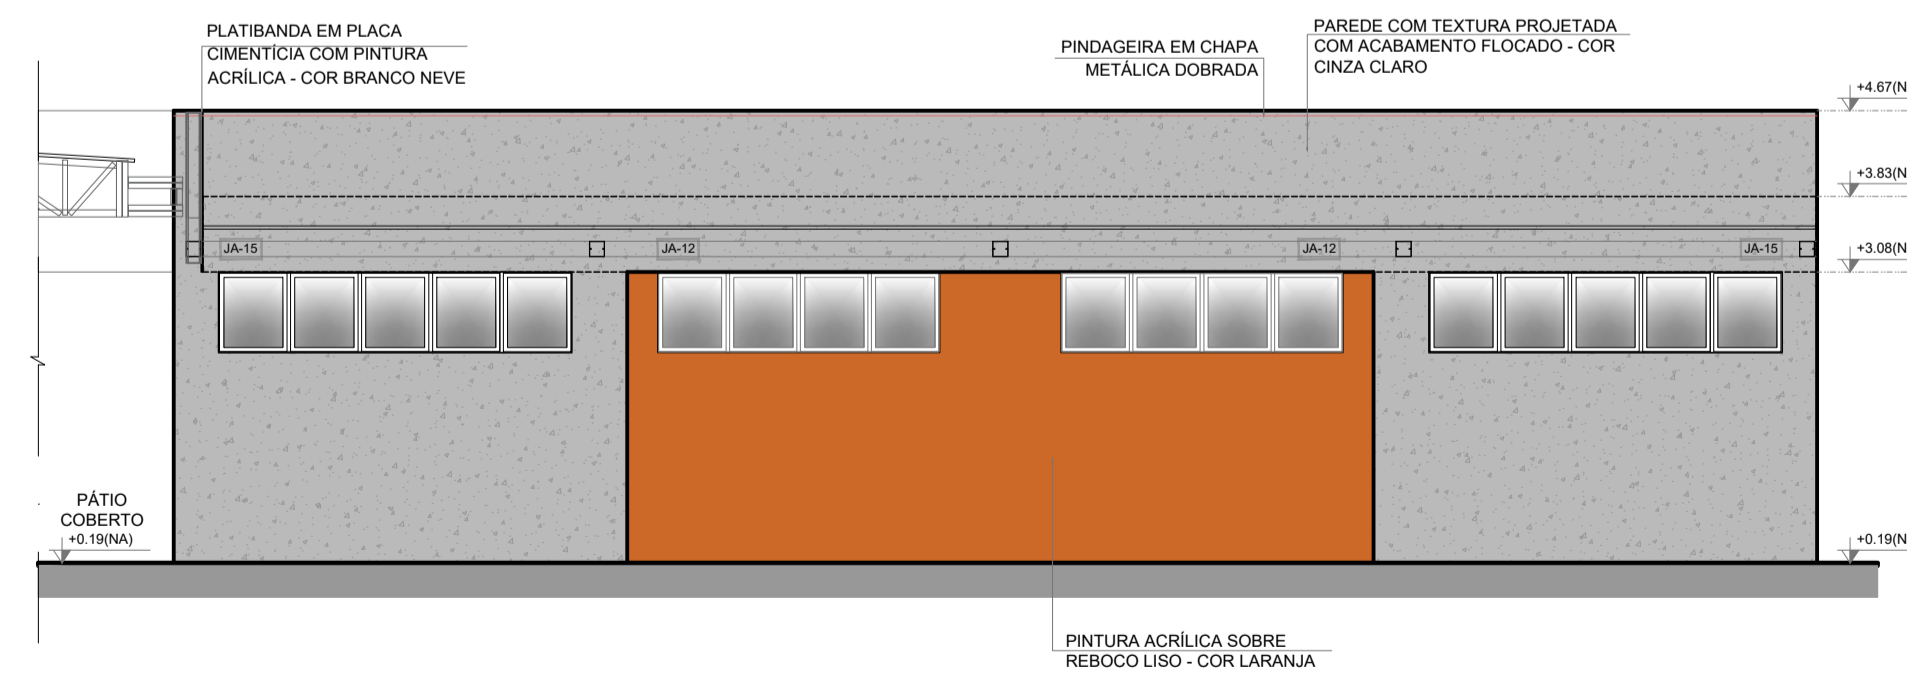 PLATIBANDA EM PLACA
CIMENTÍCIA COM PINTURA
ACRÍLICA - COR BRANCO NEVE
PINDAGEIRA EM CHAPA
METÁLICA DOBRADA
PAREDE COM TEXTURA PROJETADA
COM ACABAMENTO FLOCADO - COR
CINZA CLARO
+4.67(N
+3.83(N
+3.08(N
JA-15
JA-12
JA-12
JA-15
PÁTIO
COBERTO
+0.19(NA)
+0.19(N
PINTURA ACRÍLICA SOBRE
REBOCO LISO - COR LARANJA